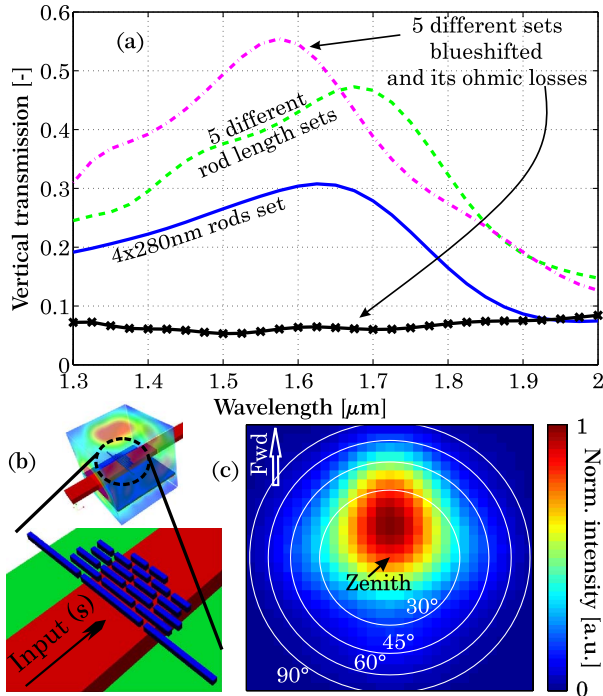 (a)
5 different sets
blueshifted
and its ohmic losses
5 different
rod length sets
4x280nm rods set
Vertical transmission [-]
0.6
0.5
0.4
0.3
0.2
0.1
0
1.3
1.4
1.5
1.6
1.7
1.8
1.9
2
Wavelength [μm]
(b)
Input (s)
(c)
Fwd
Zenith
30°
45°
60°
90°
1
0
Norm. intensity [a.u.]